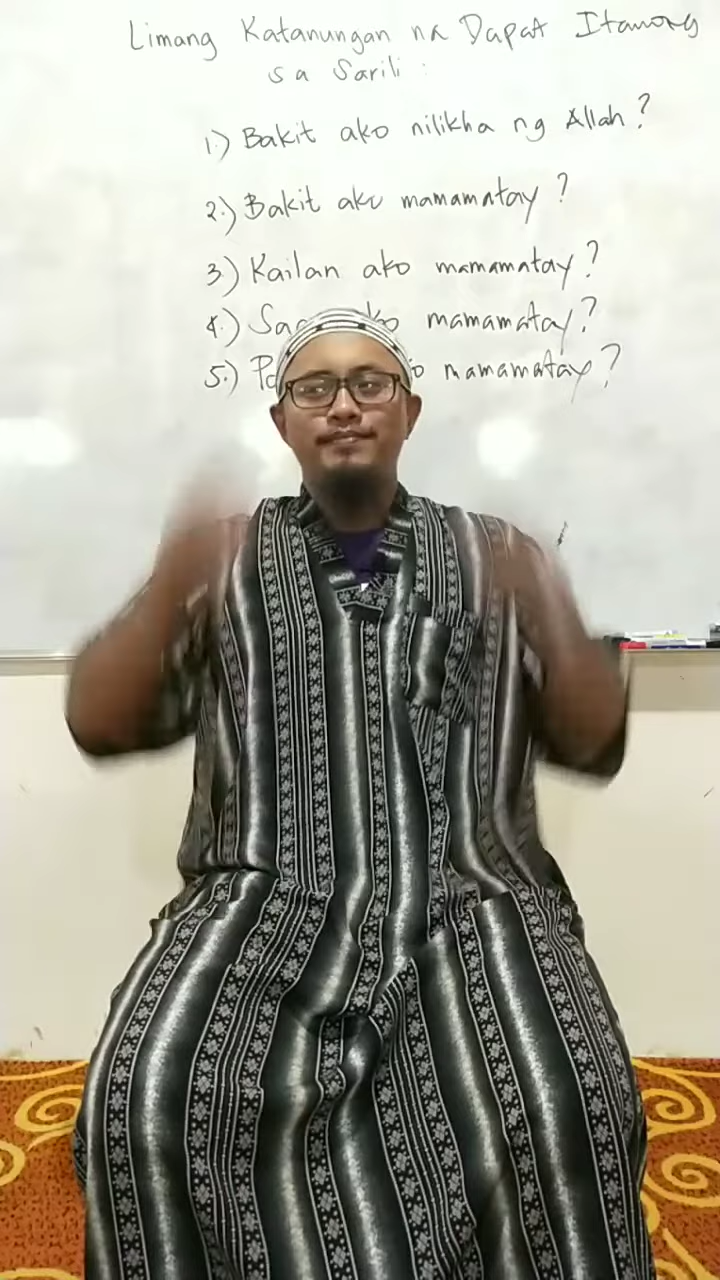 Limang Katanungan na Dapat Itanong
sa Sarili:
1.) Bakit ako nilikha ng Allah?
2.) Bakit ako mamamatay?
3.) Kailan ako mamamatay?
4.) mamamatay?
5.) mamamatay?